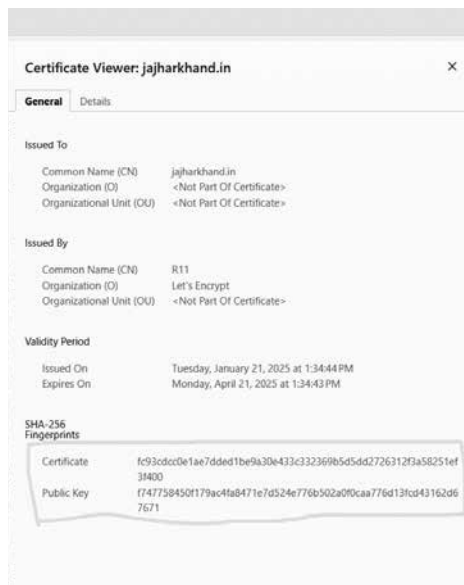 Certificate Viewer: jajharkhand.in ×
General Details
Issued To
Common Name (CN) jajharkhand.in
Organization (O) <Not Part Of Certificate>
Organizational Unit (OU) <Not Part Of Certificate>
Issued By
Common Name (CN) R11
Organization (O) Let's Encrypt
Organizational Unit (OU) <Not Part Of Certificate>
Validity Period
Issued On Tuesday, January 21, 2025 at 1:34:44 PM
Expires On Monday, April 21, 2025 at 1:34:43 PM
SHA-256
Fingerprints
Certificate fc93cdcc0e1ae7dded1be9a30e433c332369b5d5dd2726312f3a58251ef
3f400
Public Key f747758450f179ac4fa8471e7d524e776b502a0f0caa776d13fcd43162d6
7671